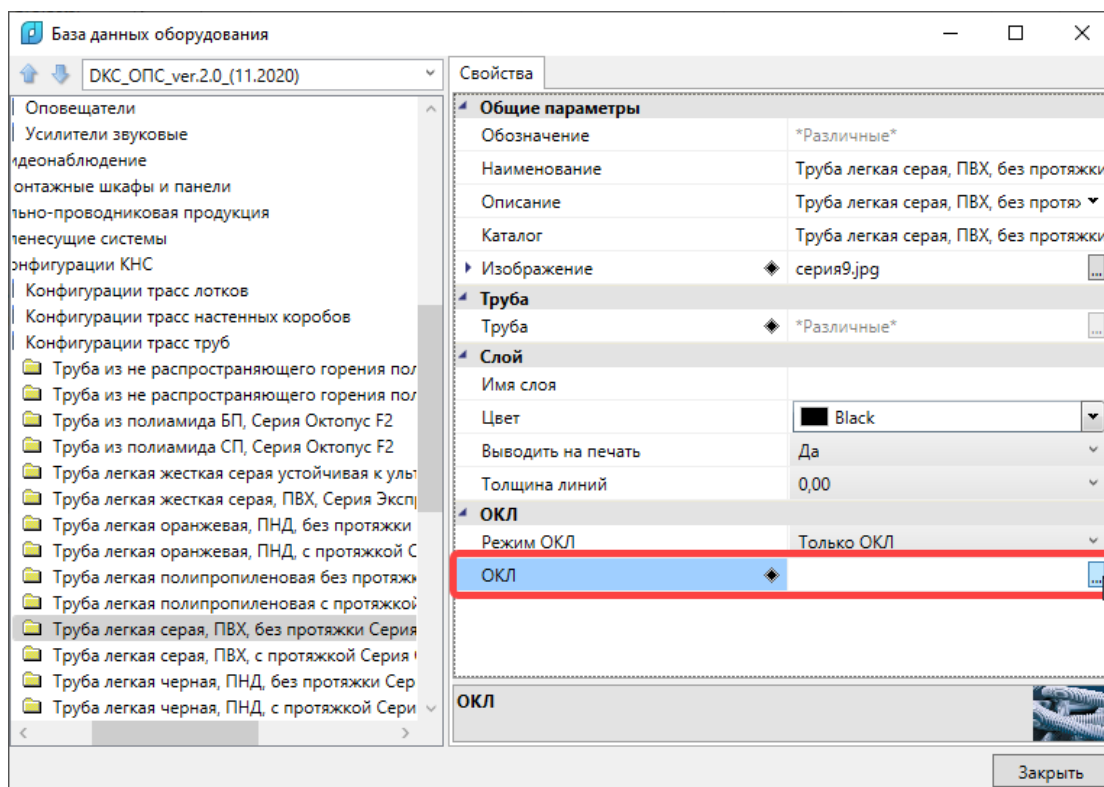 База данных оборудования
DКС_ОПС_ver.2.0_(11.2020)
Оповещатели
Усилители звуковые
идеонаблюдение
онтажные шкафы и панели
льно-проводниковая продукция
ленесущие системы
онфигурации КНС
Конфигурации трасс лотков
Конфигурации трасс настенных коробов
Конфигурации трасс труб
Труба из не распространяющего горения пол
Труба из не распространяющего горения пол
Труба из полиамида БП, Серия Октопус F2
Труба из полиамида СП, Серия Октопус F2
Труба легкая жесткая серая устойчивая к ульт
Труба легкая жесткая серая, ПВХ, Серия Экспр
Труба легкая оранжевая, ПНД, без протяжки
Труба легкая оранжевая, ПНД, с протяжкой С
Труба легкая полипропиленовая без протяжк
Труба легкая полипропиленовая с протяжкой
Труба легкая серая, ПВХ, без протяжки Серия
Труба легкая серая, ПВХ, с протяжкой Серия
Труба легкая черная, ПНД, без протяжки Сер
Труба легкая черная, ПНД, с протяжкой Сери
Свойства
Общие параметры
Обозначение *Различные*
Наименование Труба легкая серая, ПВХ, без протяжки
Описание Труба легкая серая, ПВХ, без протяж
Каталог Труба легкая серая, ПВХ, без протяжки
Изображение серия9.jpg ...
Труба
Труба *Различные* ...
Слой
Имя слоя
Цвет Black
Выводить на печать Да
Толщина линий 0,00
ОКЛ
Режим ОКЛ Только ОКЛ
ОКЛ ...
ОКЛ
Закрыть